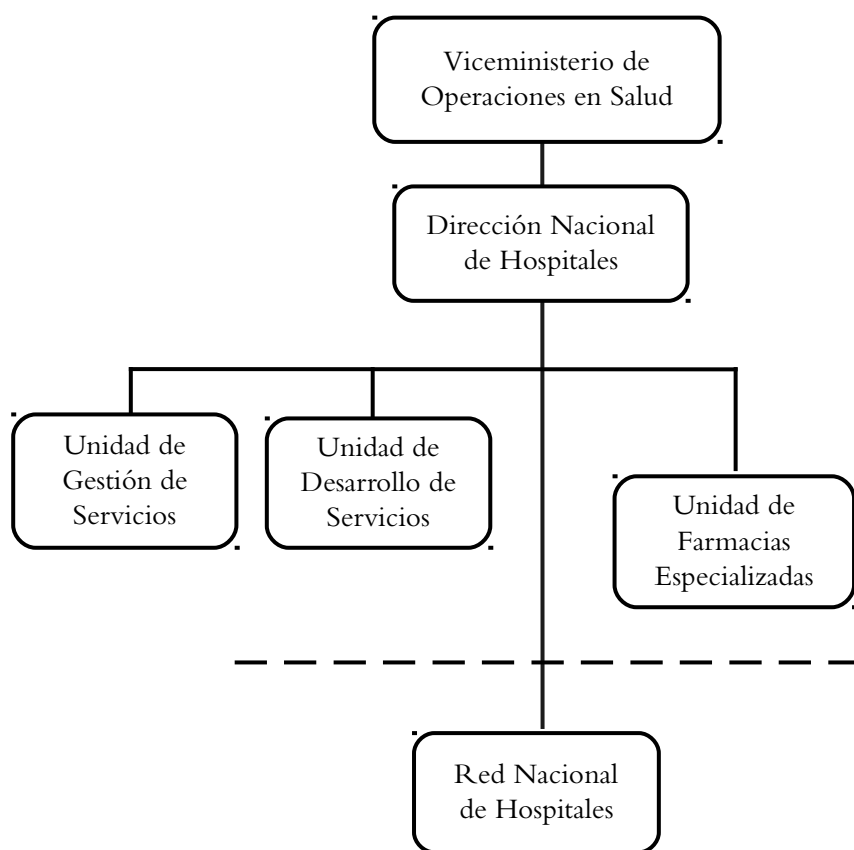 Viceministerio de
Operaciones en Salud
Dirección Nacional
de Hospitales
Unidad de
Gestión de
Servicios
Unidad de
Desarrollo de
Servicios
Unidad de
Farmacias
Especializadas
Red Nacional
de Hospitales